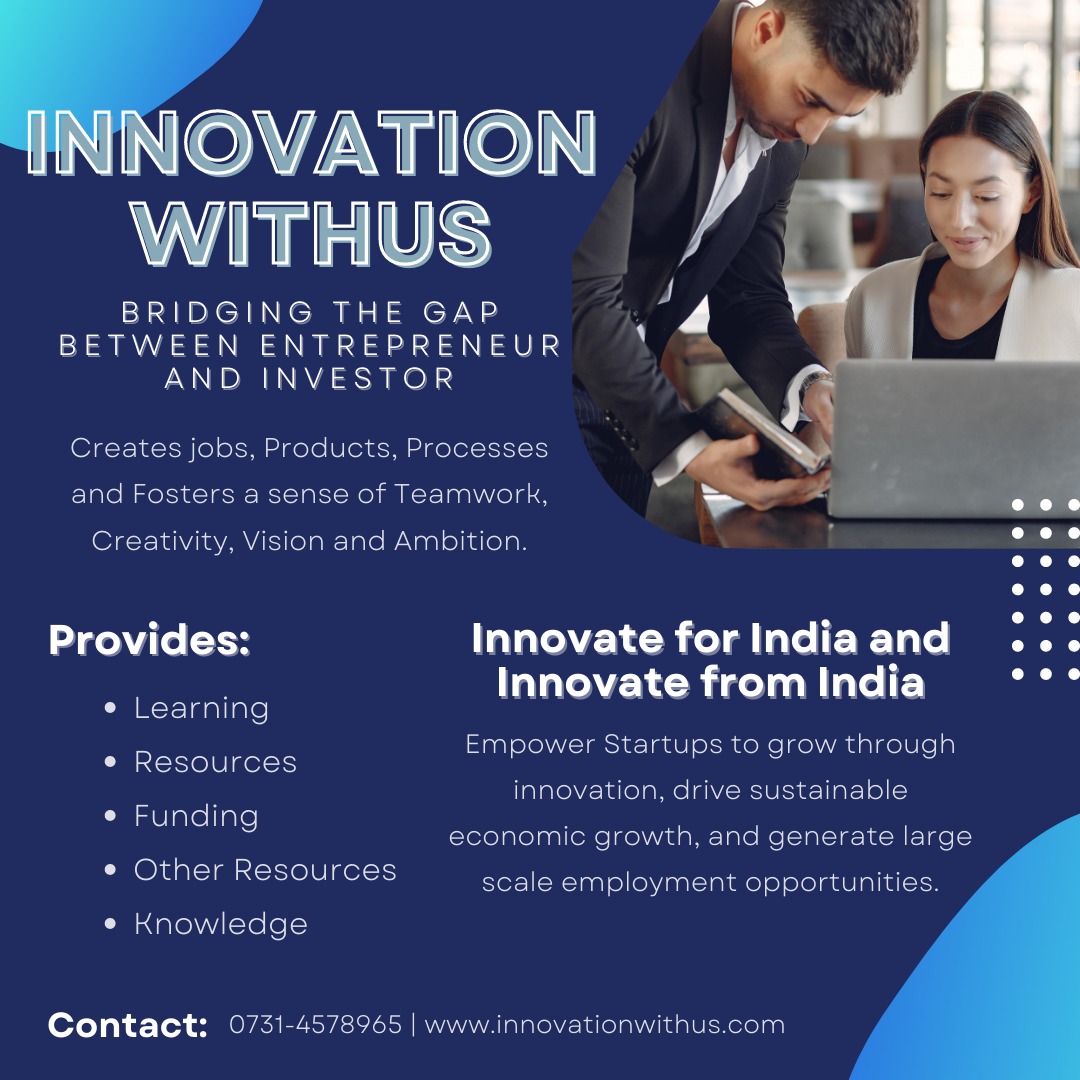 INNOVATION
WITHUS
BRIDGING THE GAP
BETWEEN ENTREPRENEUR
AND INVESTOR
Creates jobs, Products, Processes
and Fosters a sense of Teamwork,
Creativity, Vision and Ambition.
Provides:
• Learning
• Resources
• Funding
• Other Resources
• Knowledge
Innovate for India and
Innovate from India
Empower Startups to grow through
innovation, drive sustainable
economic growth, and generate large
scale employment opportunities.
Contact: 0731-4578965 | www.innovationwithus.com